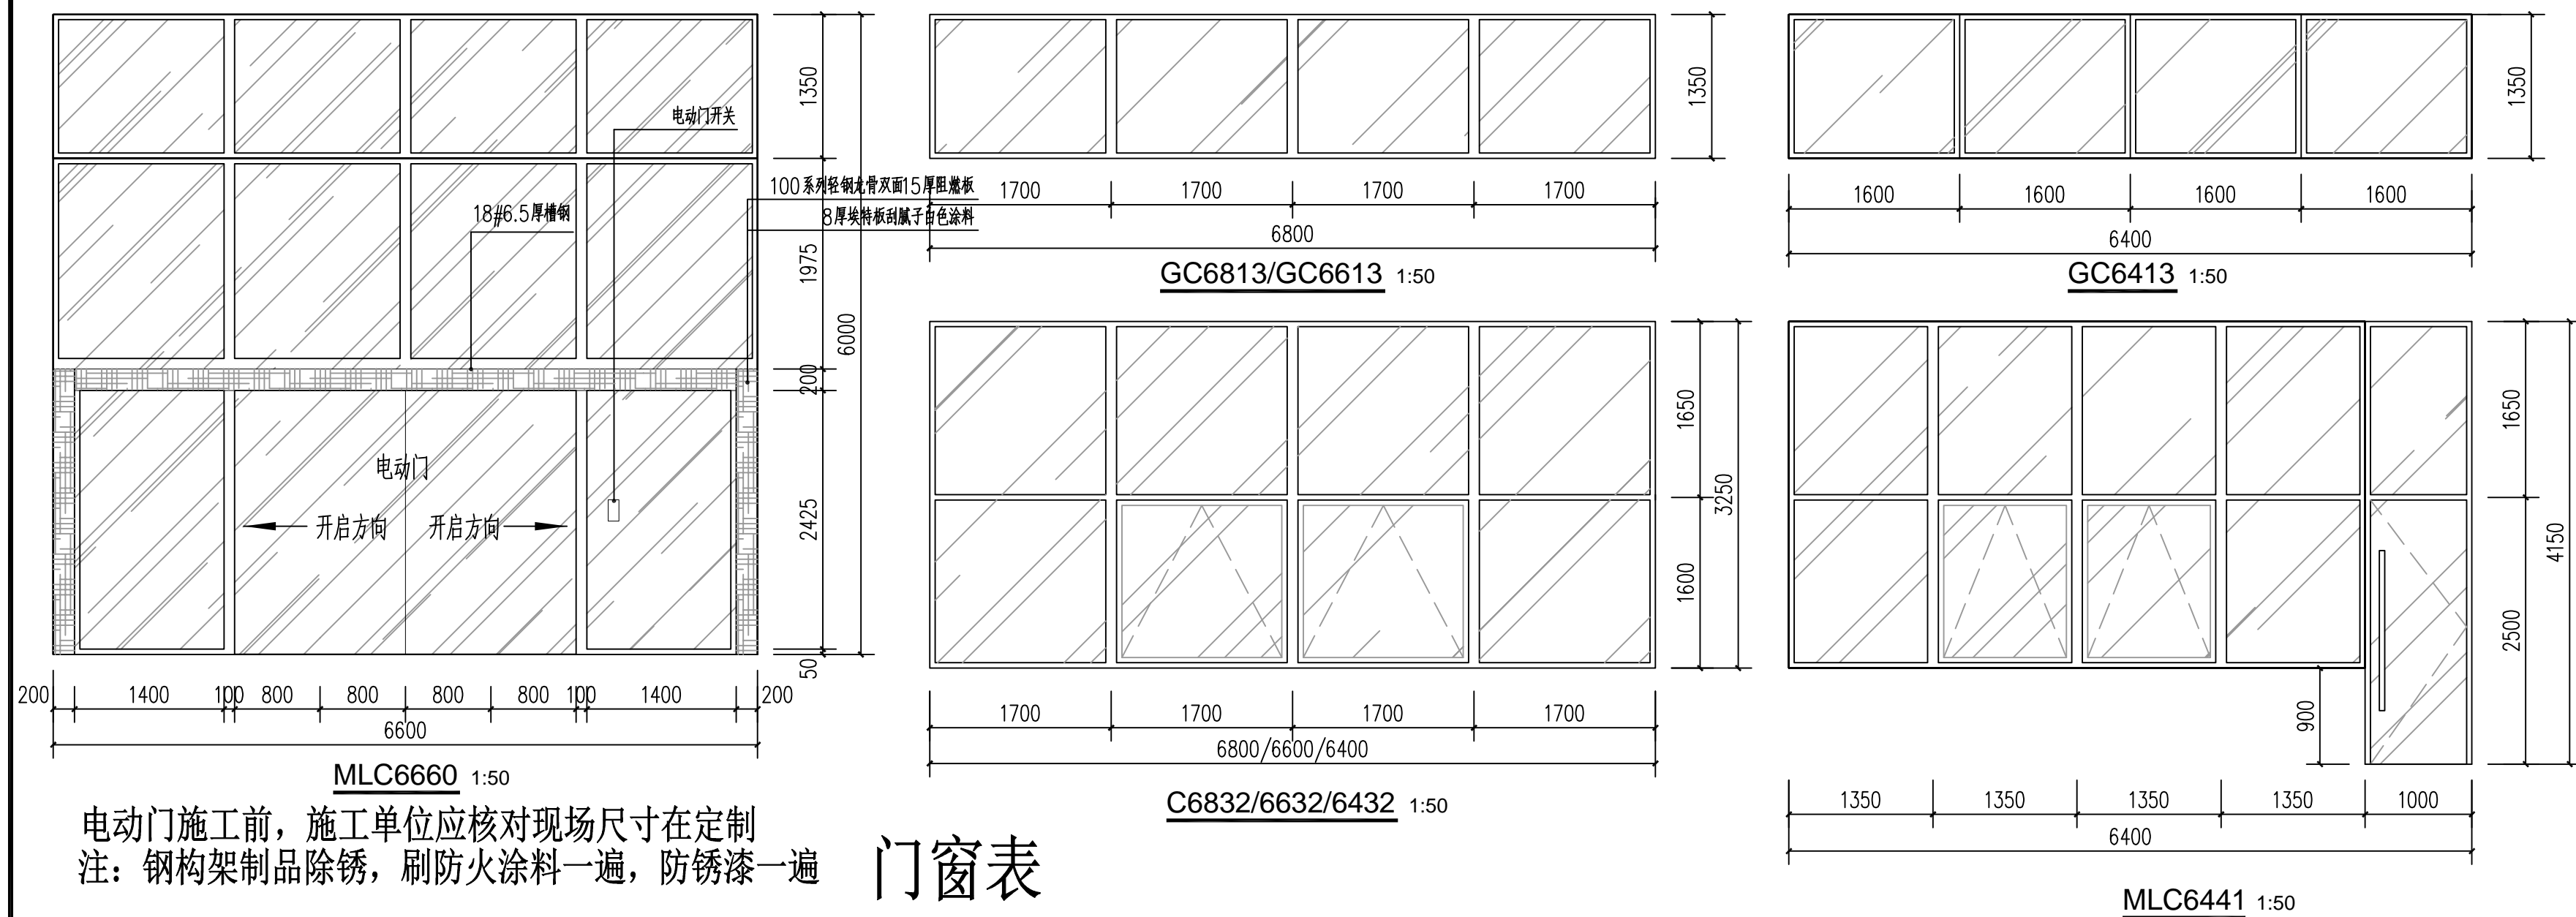 1350
1975
200
2425
50
6000
电动门开关
100系列轻钢龙骨双面15厚阻燃板
8厚埃特板刮腻子白色涂料
18#6.5厚槽钢
电动门
开启方向 开启方向
200 1400 100 800 800 800 800 100 1400 200
6600
MLC6660 1:50
电动门施工前，施工单位应核对现场尺寸在定制
注：钢构架制品除锈，刷防火涂料一遍，防锈漆一遍
1350
1700 1700 1700 1700
6800
GC6813/GC6613 1:50
1350
1600 1600 1600 1600
6400
GC6413 1:50
1650
1600
3250
1700 1700 1700 1700
6800/6600/6400
C6832/6632/6432 1:50
1650
2500
4150
900
1350 1350 1350 1350 1000
6400
MLC6441 1:50
门窗表